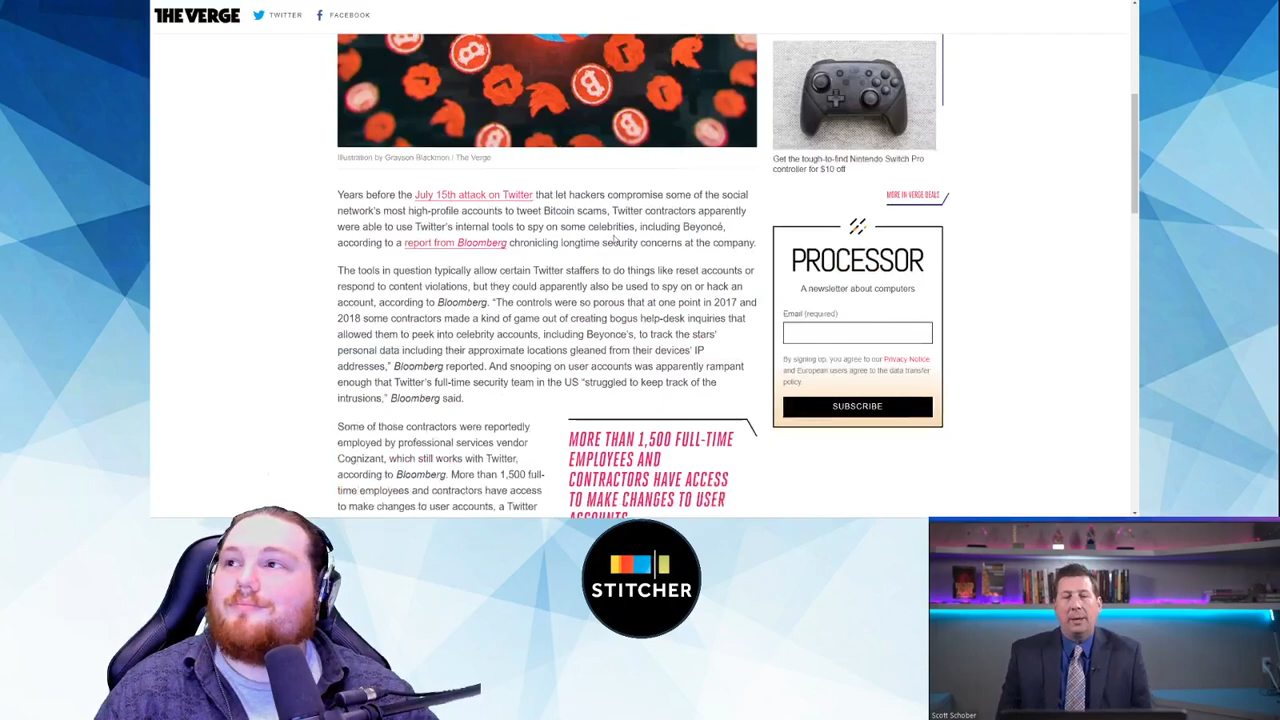 THE VERGE
TWITTER
FACEBOOK
Illustration by Grayson Blackmon / The Verge
Years before the July 15th attack on Twitter that let hackers compromise some of the social
network's most high-profile accounts to tweet Bitcoin scams, Twitter contractors apparently
were able to use Twitter's internal tools to spy on some celebrities, including Beyoncé,
according to a report from Bloomberg chronicling longtime security concerns at the company.
The tools in question typically allow certain Twitter staffers to do things like reset accounts or
respond to content violations, but they could apparently also be used to spy on or hack an
account, according to Bloomberg. “The controls were so porous that at one point in 2017 and
2018 some contractors made a kind of game out of creating bogus help-desk inquiries that
allowed them to peek into celebrity accounts, including Beyonce's, to track the stars'
personal data including their approximate locations gleaned from their devices' IP
addresses,” Bloomberg reported. And snooping on user accounts was apparently rampant
enough that Twitter's full-time security team in the US “struggled to keep track of the
intrusions,” Bloomberg said.
Some of those contractors were reportedly
employed by professional services vendor
Cognizant, which still works with Twitter,
according to Bloomberg. More than 1,500 full-
time employees and contractors have access
to make changes to user accounts, a Twitter
MORE THAN 1,500 FULL-TIME
EMPLOYEES AND
CONTRACTORS HAVE ACCESS
TO MAKE CHANGES TO USER
ACCOUNTS
Get the tough-to-find Nintendo Switch Pro
controller for $10 off
MORE IN VERGE DEALS
PROCESSOR
A newsletter about computers
Email (required)
By signing up, you agree to our Privacy Notice
and European users agree to the data transfer
policy.
SUBSCRIBE
STITCHER
Scott Schober